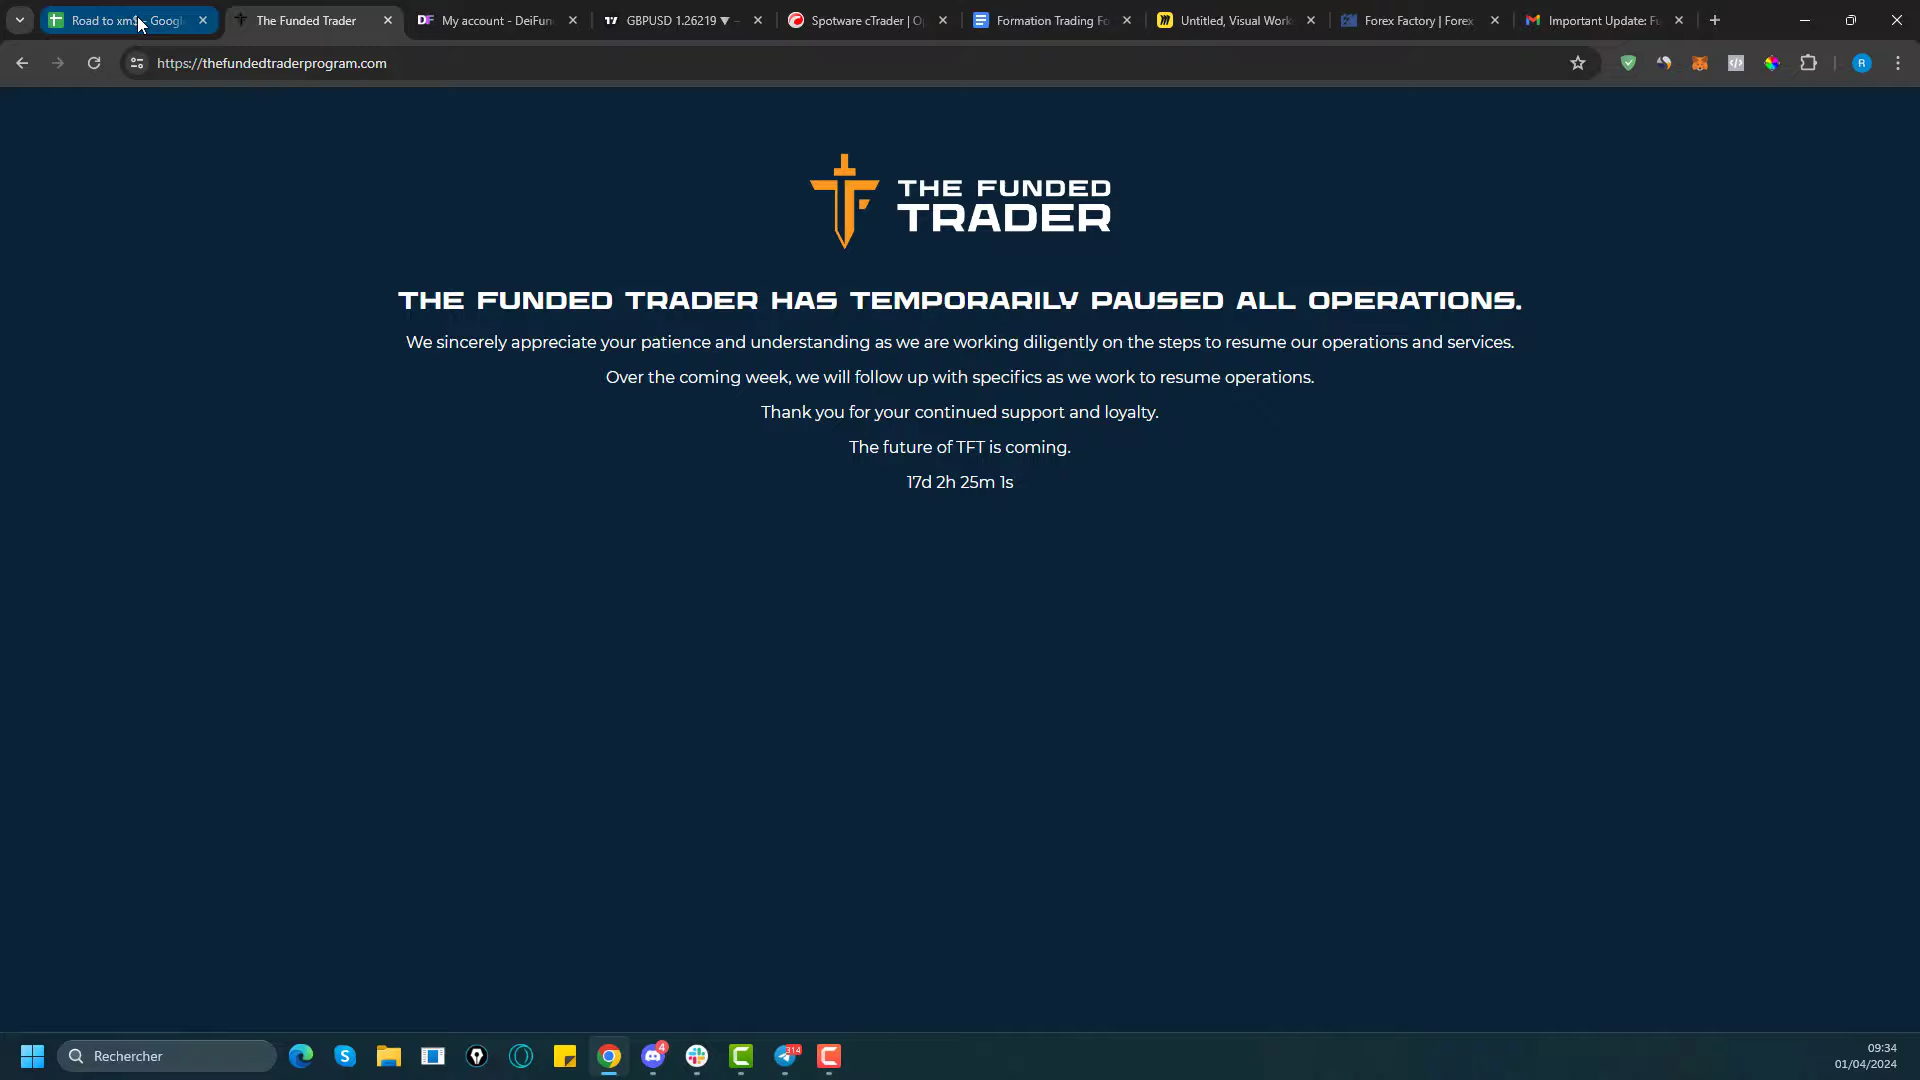 Road to xm$ - Googl
The Funded Trader
My account - DeiFun
GBPUSD 1.26219 ▼ -
Spotware cTrader | O
Formation Trading Fo
Untitled, Visual Work
Forex Factory | Forex
Important Update: Fu
https://thefundedtraderprogram.com
R
THE FUNDED
TRADER
THE FUNDED TRADER HAS TEMPORARILY PAUSED ALL OPERATIONS.
We sincerely appreciate your patience and understanding as we are working diligently on the steps to resume our operations and services.
Over the coming week, we will follow up with specifics as we work to resume operations.
Thank you for your continued support and loyalty.
The future of TFT is coming.
17d 2h 25m 1s
Rechercher
4
314
09:34
01/04/2024